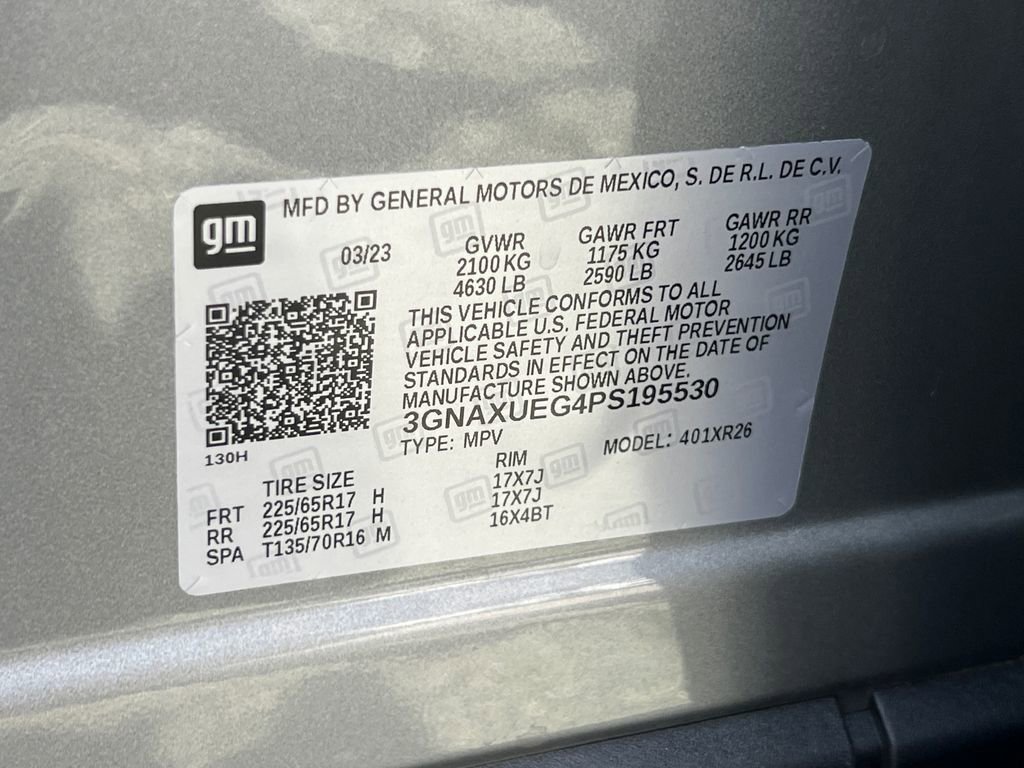 gm
MFD BY GENERAL MOTORS DE MEXICO, S. DE R.L. DE C.V.
03/23 GVWR GAWR FRT GAWR RR
2100 KG 1175 KG 1200 KG
4630 LB 2590 LB 2645 LB
THIS VEHICLE CONFORMS TO ALL
APPLICABLE U.S. FEDERAL MOTOR
VEHICLE SAFETY AND THEFT PREVENTION
STANDARDS IN EFFECT ON THE DATE OF
MANUFACTURE SHOWN ABOVE.
3GNAXUEG4PS195530
TYPE: MPV MODEL: 401XR26
130H
TIRE SIZE RIM
FRT 225/65R17 H 17X7J
RR 225/65R17 H 17X7J
SPA T135/70R16 M 16X4BT